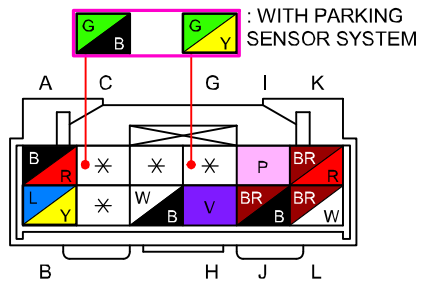 G B G Y : WITH PARKING
SENSOR SYSTEM
A C G I K
B R * * * P BR R
L Y * W B V BR B BR W
B H J L